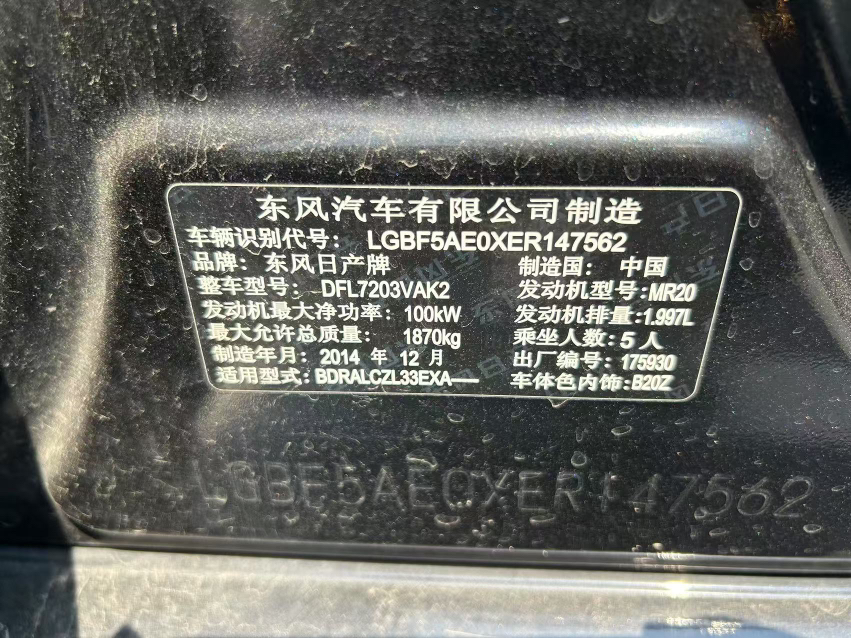 东风汽车有限公司制造
车辆识别代号: LGBF5AE0XER147562
品牌: 东风日产牌 制造国: 中国
整车型号: DFL7203VAK2 发动机型号:MR20
发动机最大净功率: 100kW 发动机排量:1.997L
最大允许总质量: 1870kg 乘坐人数:5人
制造年月: 2014 年 12 月 出厂编号: 175930
适用型式: BDRALCZL33EXA— 车体色内饰:B20Z
LGBF5AE0XER147562